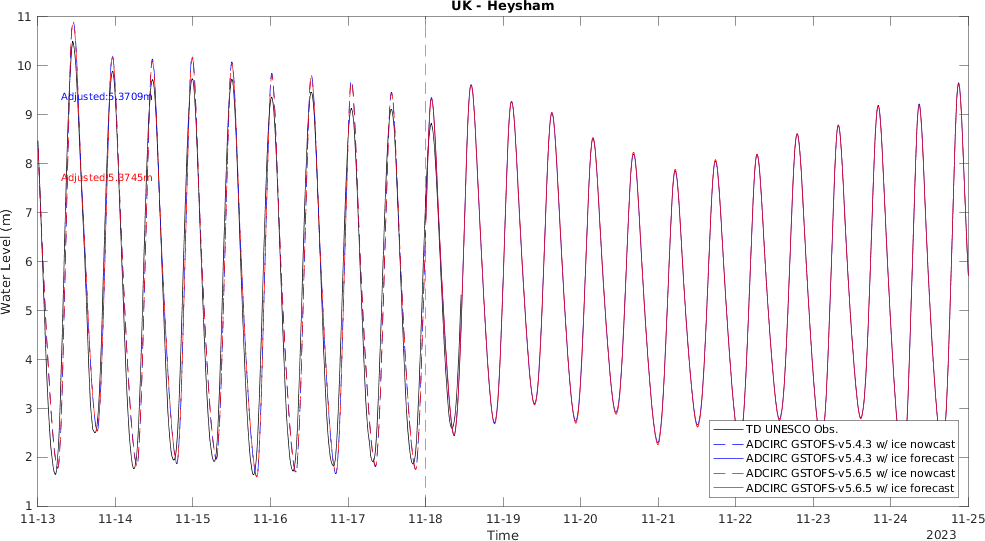 UK - Heysham
11
10
9
8
7
6
5
4
3
2
1
Water Level (m)
Adjusted:5.3709m
Adjusted:5.3745m
TD UNESCO Obs.
ADCIRC GSTOFS-v5.4.3 w/ ice nowcast
ADCIRC GSTOFS-v5.4.3 w/ ice forecast
ADCIRC GSTOFS-v5.6.5 w/ ice nowcast
ADCIRC GSTOFS-v5.6.5 w/ ice forecast
11-13 11-14 11-15 11-16 11-17 11-18 11-19 11-20 11-21 11-22 11-23 11-24 11-25
Time
2023